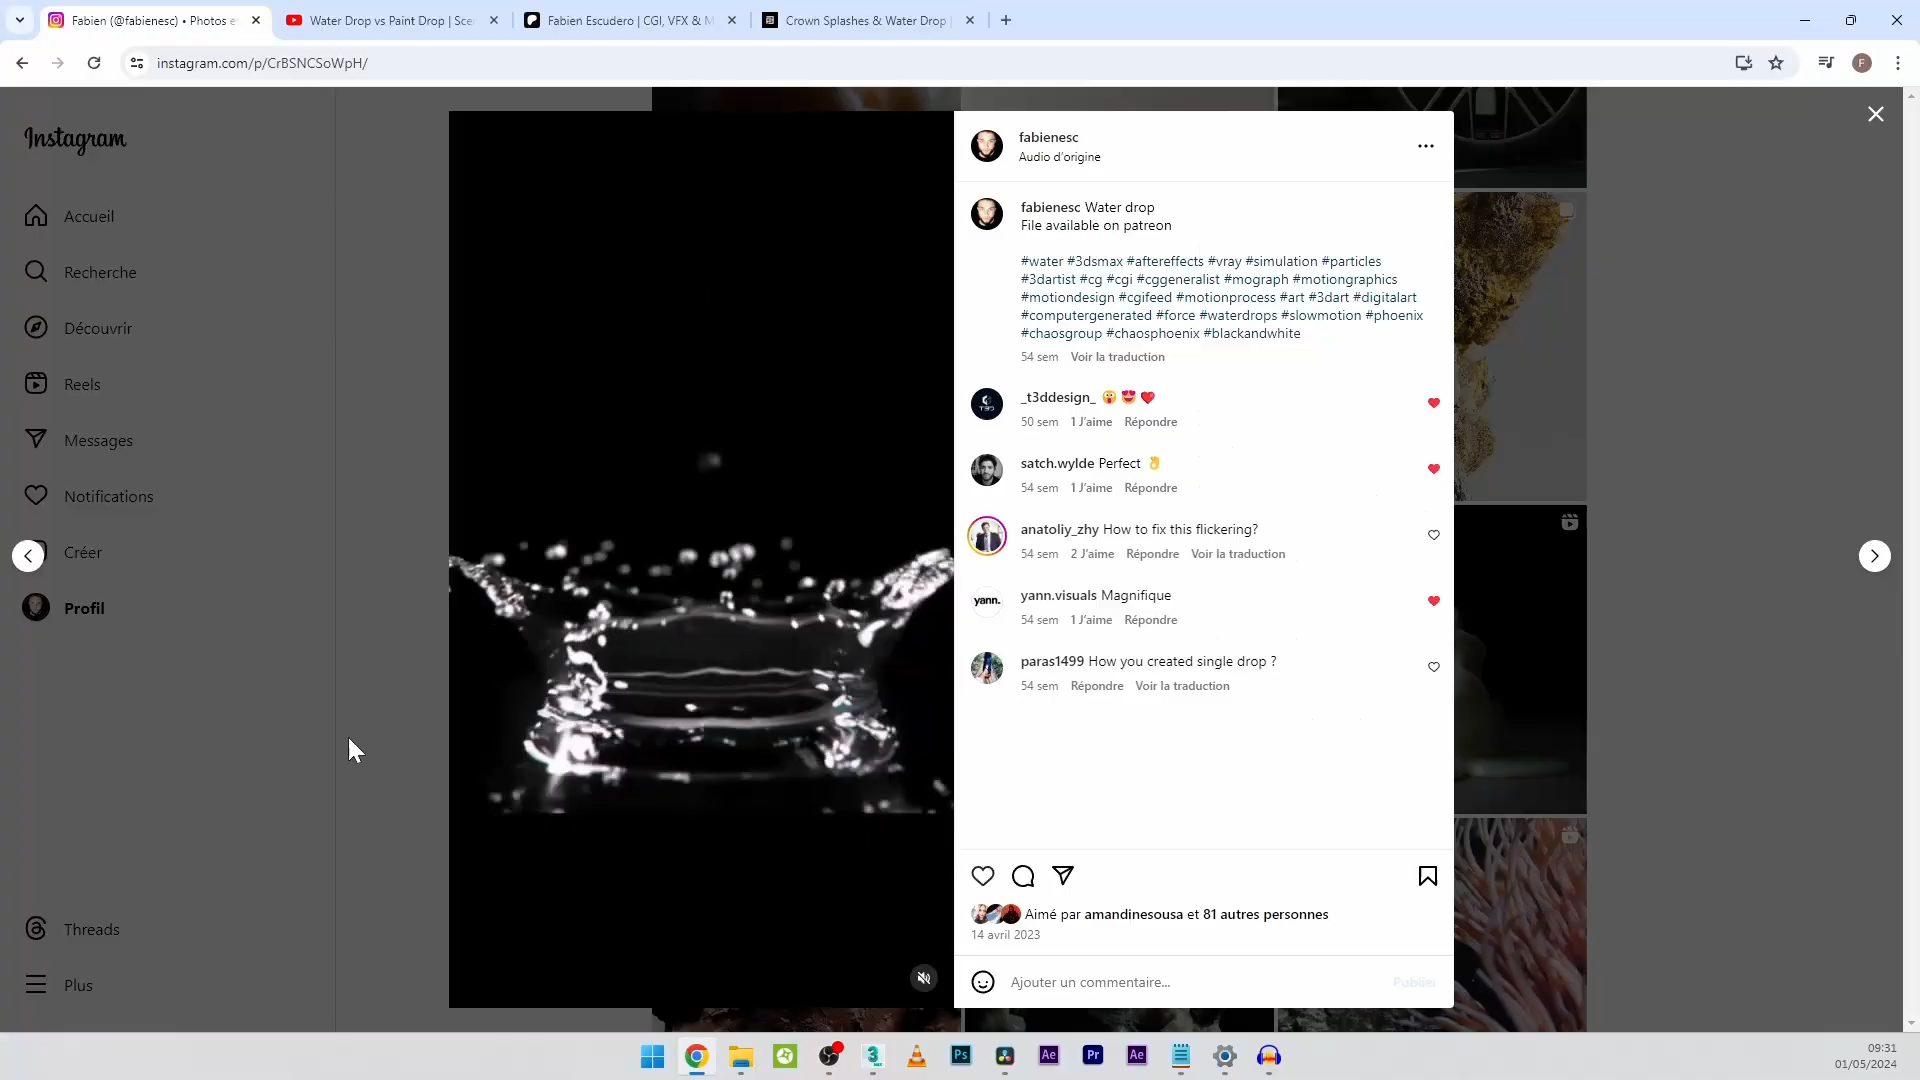 Fabien (@fabienesc) • Photos e
Water Drop vs Paint Drop | Sce
Fabien Escudero | CGI, VFX & M
Crown Splashes & Water Drop
instagram.com/p/CrBSNCSoWpH/
F
Instagram
Accueil
Recherche
Découvrir
Reels
Messages
Notifications
Créer
Profil
Threads
Plus
fabienesc
Audio d'origine
fabienesc Water drop
File available on patreon
#water #3dsmax #aftereffects #vray #simulation #particles
#3dartist #cg #cgi #cggeneralist #mograph #motiongraphics
#motiondesign #cgifeed #motionprocess #art #3dart #digitalart
#computergenerated #force #waterdrops #slowmotion #phoenix
#chaosgroup #chaosphoenix #blackandwhite
54 sem Voir la traduction
_t3ddesign_ 😱 😍 ❤️
50 sem 1 J'aime Répondre
satch.wylde Perfect 👌
54 sem 1 J'aime Répondre
anatoliy_zhy How to fix this flickering?
54 sem 2 J'aime Répondre Voir la traduction
yann.
yann.visuals Magnifique
54 sem 1 J'aime Répondre
paras1499 How you created single drop ?
54 sem Répondre Voir la traduction
Aimé par amandinesousa et 81 autres personnes
14 avril 2023
Ajouter un commentaire...
Publier
3
Ps
Ae
Pr
Ae
09:31
01/05/2024